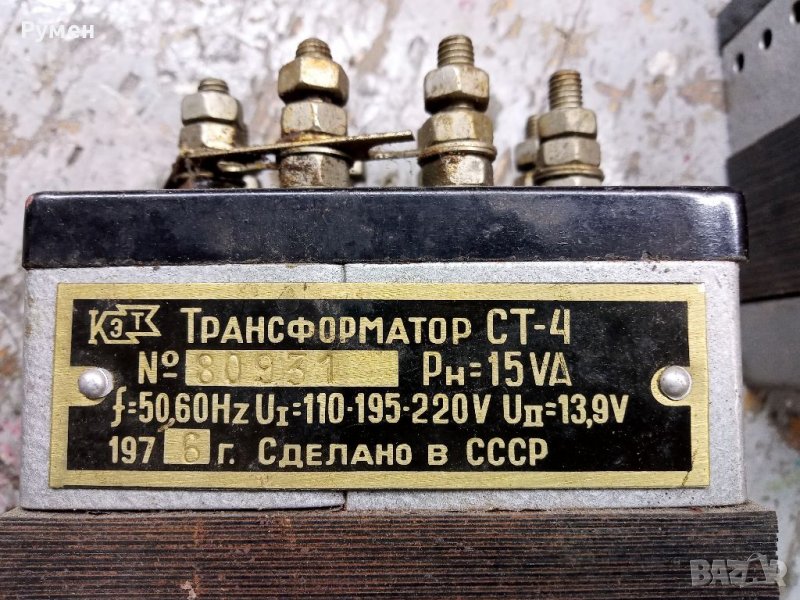 Румен
КЭТ ТРАНСФОРМАТОР СТ-4
№ 80931 Рн=15VA
f=50,60Hz UI=110-195-220V UII=13,9V
1976 г. СДЕЛАНО В СССР
BAZAR